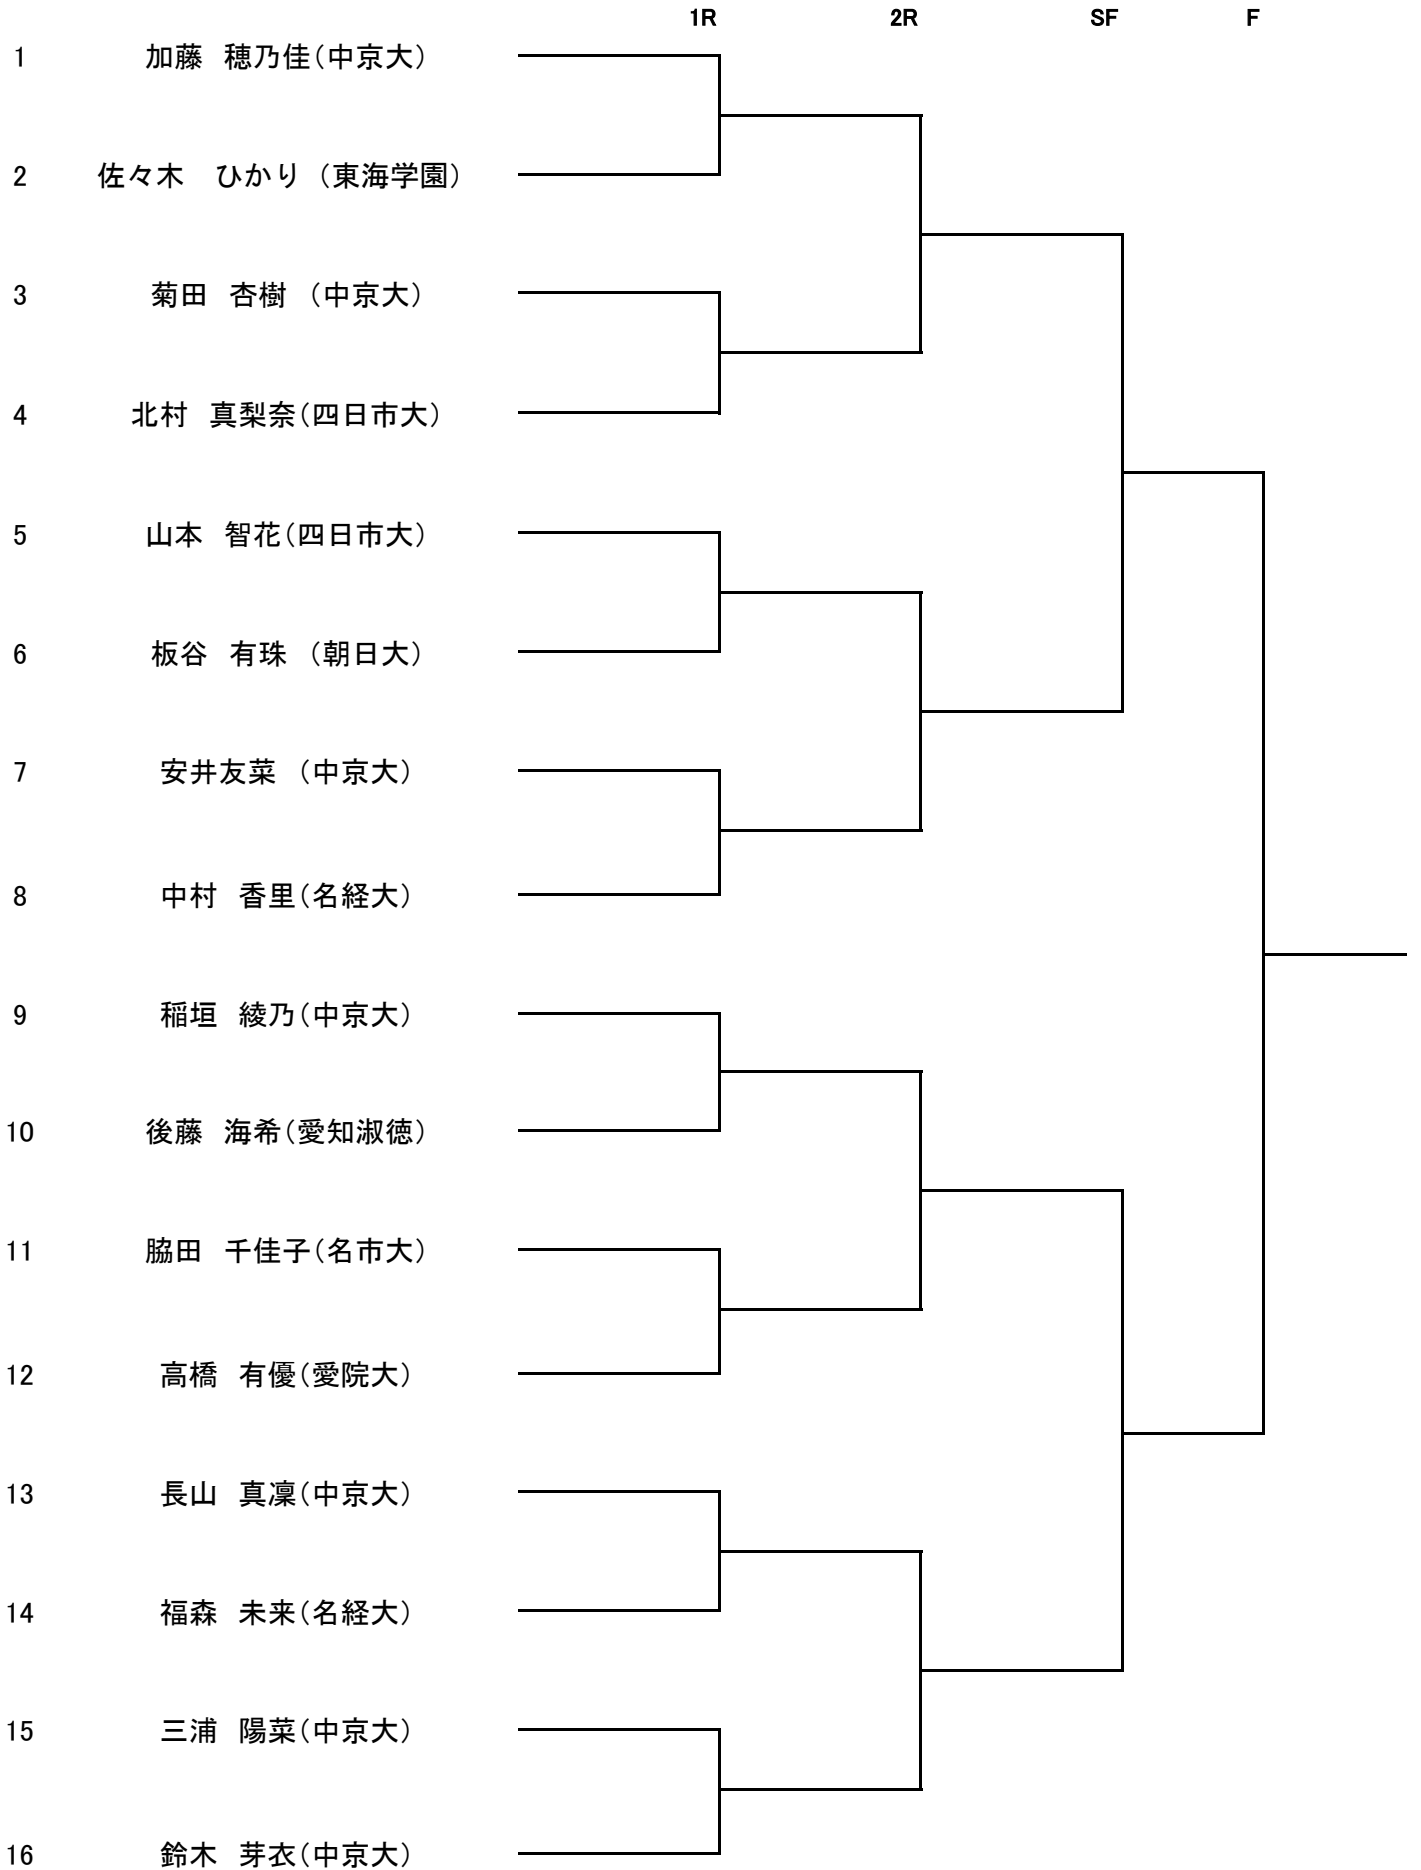 1R 2R SF F
1 加藤　穂乃佳(中京大)
2 佐々木　ひかり (東海学園)
3 菊田　杏樹 (中京大)
4 北村　真梨奈(四日市大)
5 山本　智花(四日市大)
6 板谷　有珠 (朝日大)
7 安井友菜 (中京大)
8 中村　香里(名経大)
9 稲垣　綾乃(中京大)
10 後藤　海希(愛知淑徳)
11 脇田　千佳子(名市大)
12 高橋　有優(愛院大)
13 長山　真凜(中京大)
14 福森　未来(名経大)
15 三浦　陽菜(中京大)
16 鈴木　芽衣(中京大)